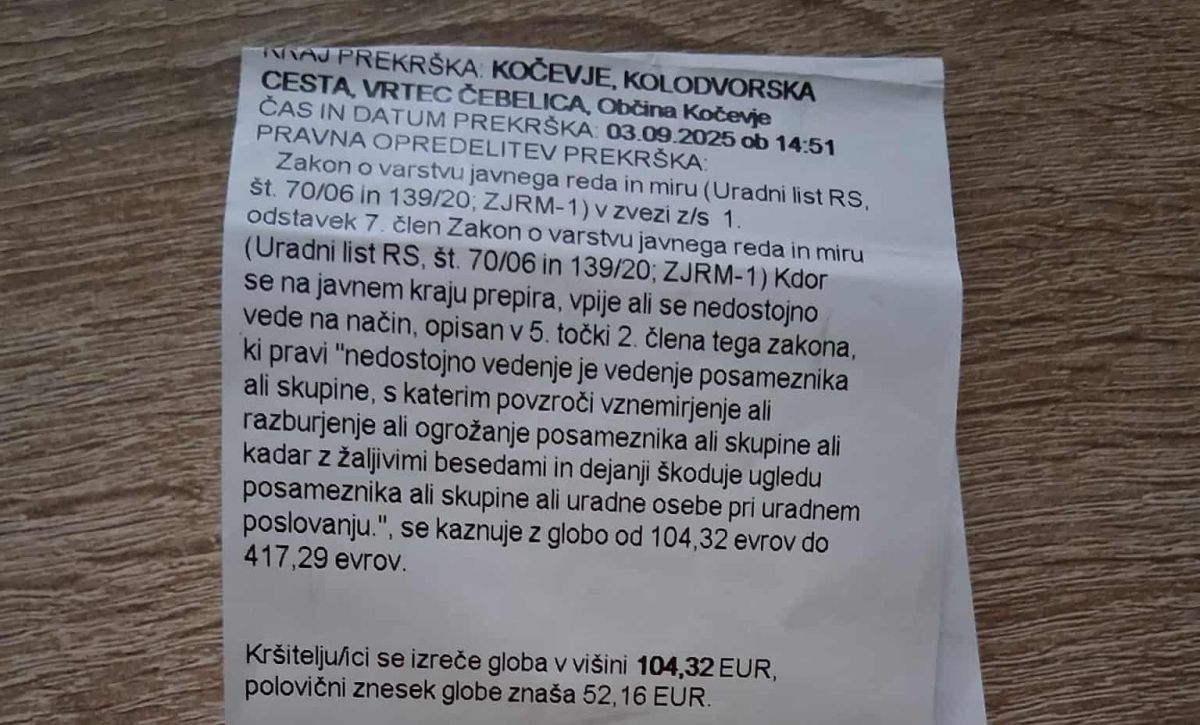 KRAJ PREKRŠKA: KOČEVJE, KOLODVORSKA
CESTA, VRTEC ČEBELICA, Občina Kočevje
ČAS IN DATUM PREKRŠKA: 03.09.2025 ob 14:51
PRAVNA OPREDELITEV PREKRŠKA:
Zakon o varstvu javnega reda in miru (Uradni list RS,
št. 70/06 in 139/20; ZJRM-1) v zvezi z/s 1.
odstavek 7. člen Zakon o varstvu javnega reda in miru
(Uradni list RS, št. 70/06 in 139/20; ZJRM-1) Kdor
se na javnem kraju prepira, vpije ali se nedostojno
vede na način, opisan v 5. točki 2. člena tega zakona,
ki pravi "nedostojno vedenje je vedenje posameznika
ali skupine, s katerim povzroči vznemirjenje ali
razburjenje ali ogrožanje posameznika ali skupine ali
kadar z žaljivimi besedami in dejanji škoduje ugledu
posameznika ali skupine ali uradne osebe pri uradnem
poslovanju.", se kaznuje z globo od 104,32 evrov do
417,29 evrov.
Kršitelju/ici se izreče globa v višini 104,32 EUR,
polovični znesek globe znaša 52,16 EUR.